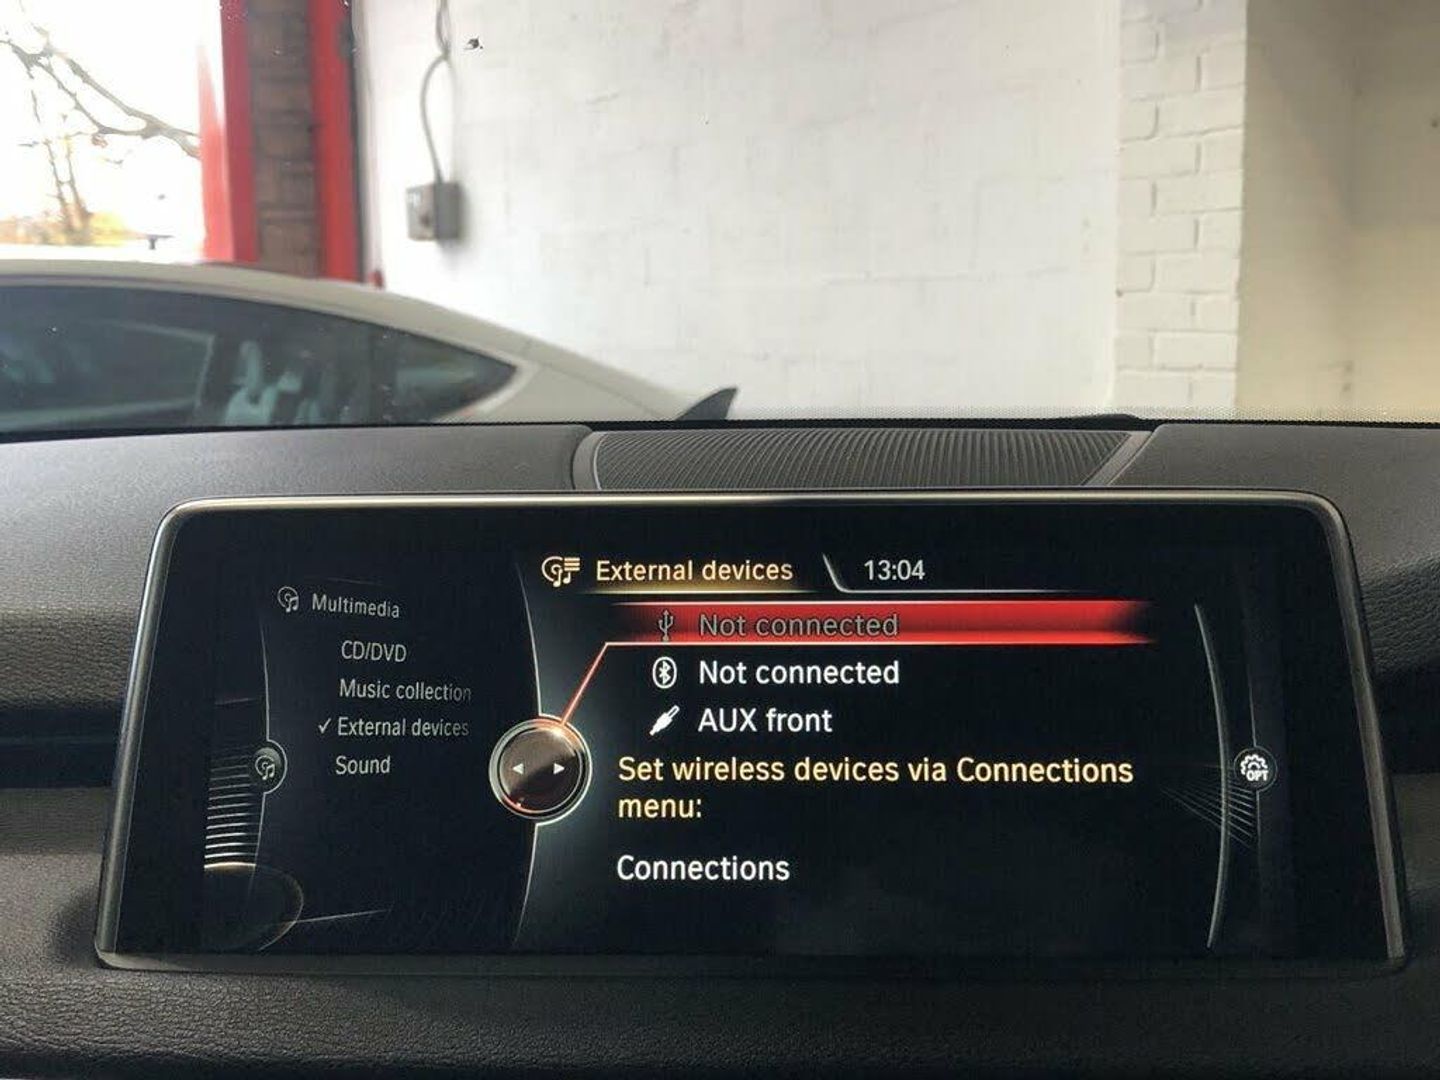 Multimedia
CD/DVD
Music collection
✓ External devices
Sound
External devices
13:04
Not connected
Not connected
AUX front
Set wireless devices via Connections
menu:
Connections
OPT